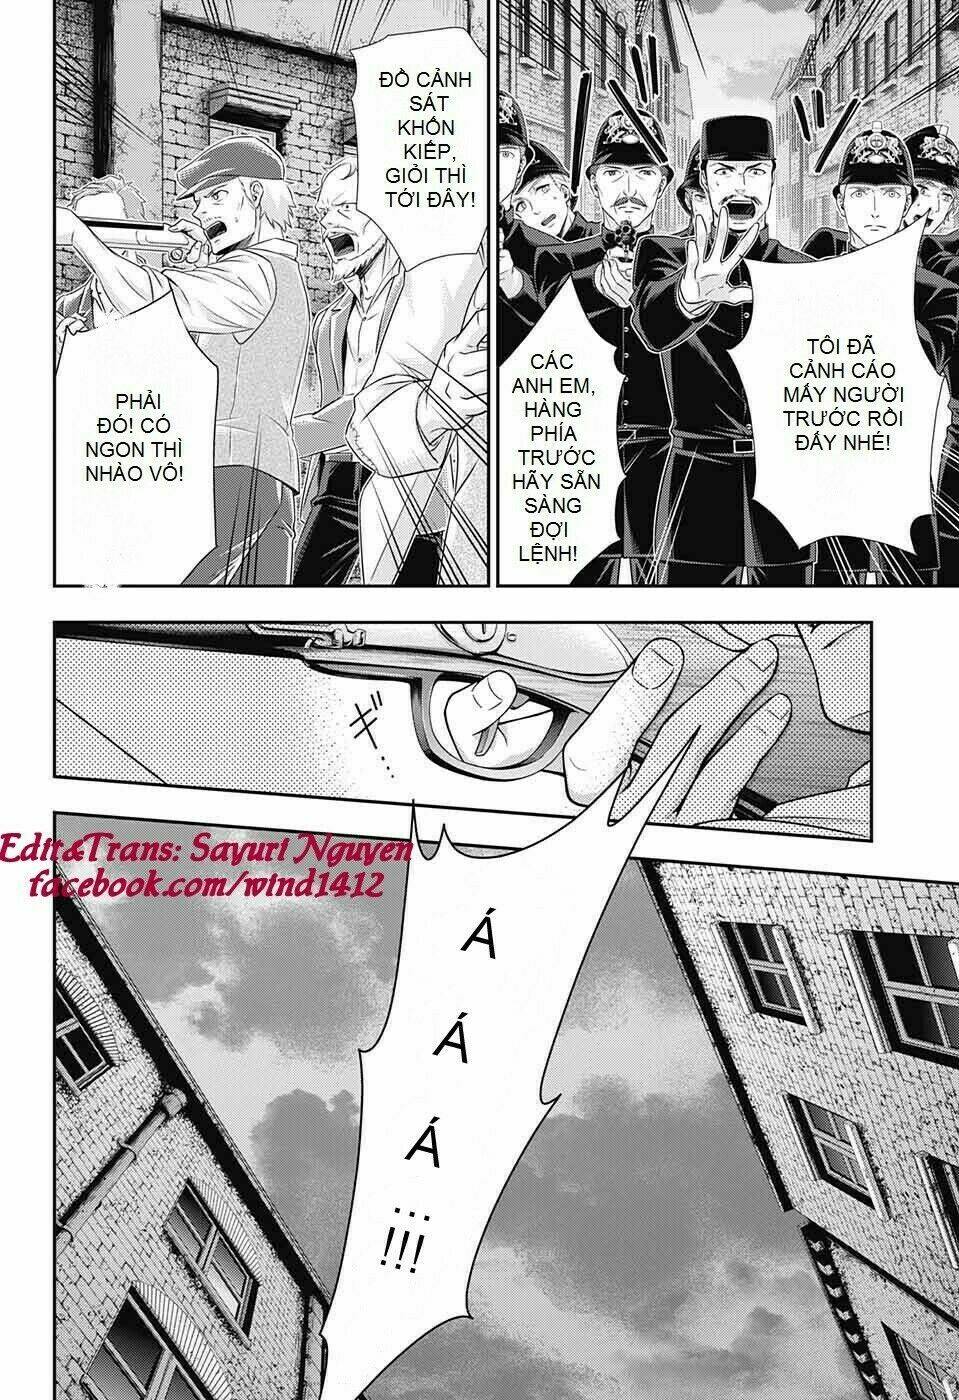 TÔI ĐÃ
CẢNH CÁO
MẤY NGƯỜI
TRƯỚC RỒI
ĐẤY NHÉ!
CÁC
ANH EM,
HÀNG
PHÍA
TRƯỚC
HÃY SẴN
SÀNG
ĐỢI
LỆNH!
ĐỒ CẢNH
SÁT
KHỐN
KIẾP,
GIỎI THÌ
TỚI ĐÂY!
PHẢI
ĐÓ! CÓ
NGON THÌ
NHÀO VÔ!
Edit&Trans: Sayuri Nguyen
facebook.com/wind1412
Á
Á
Á
...
!!!